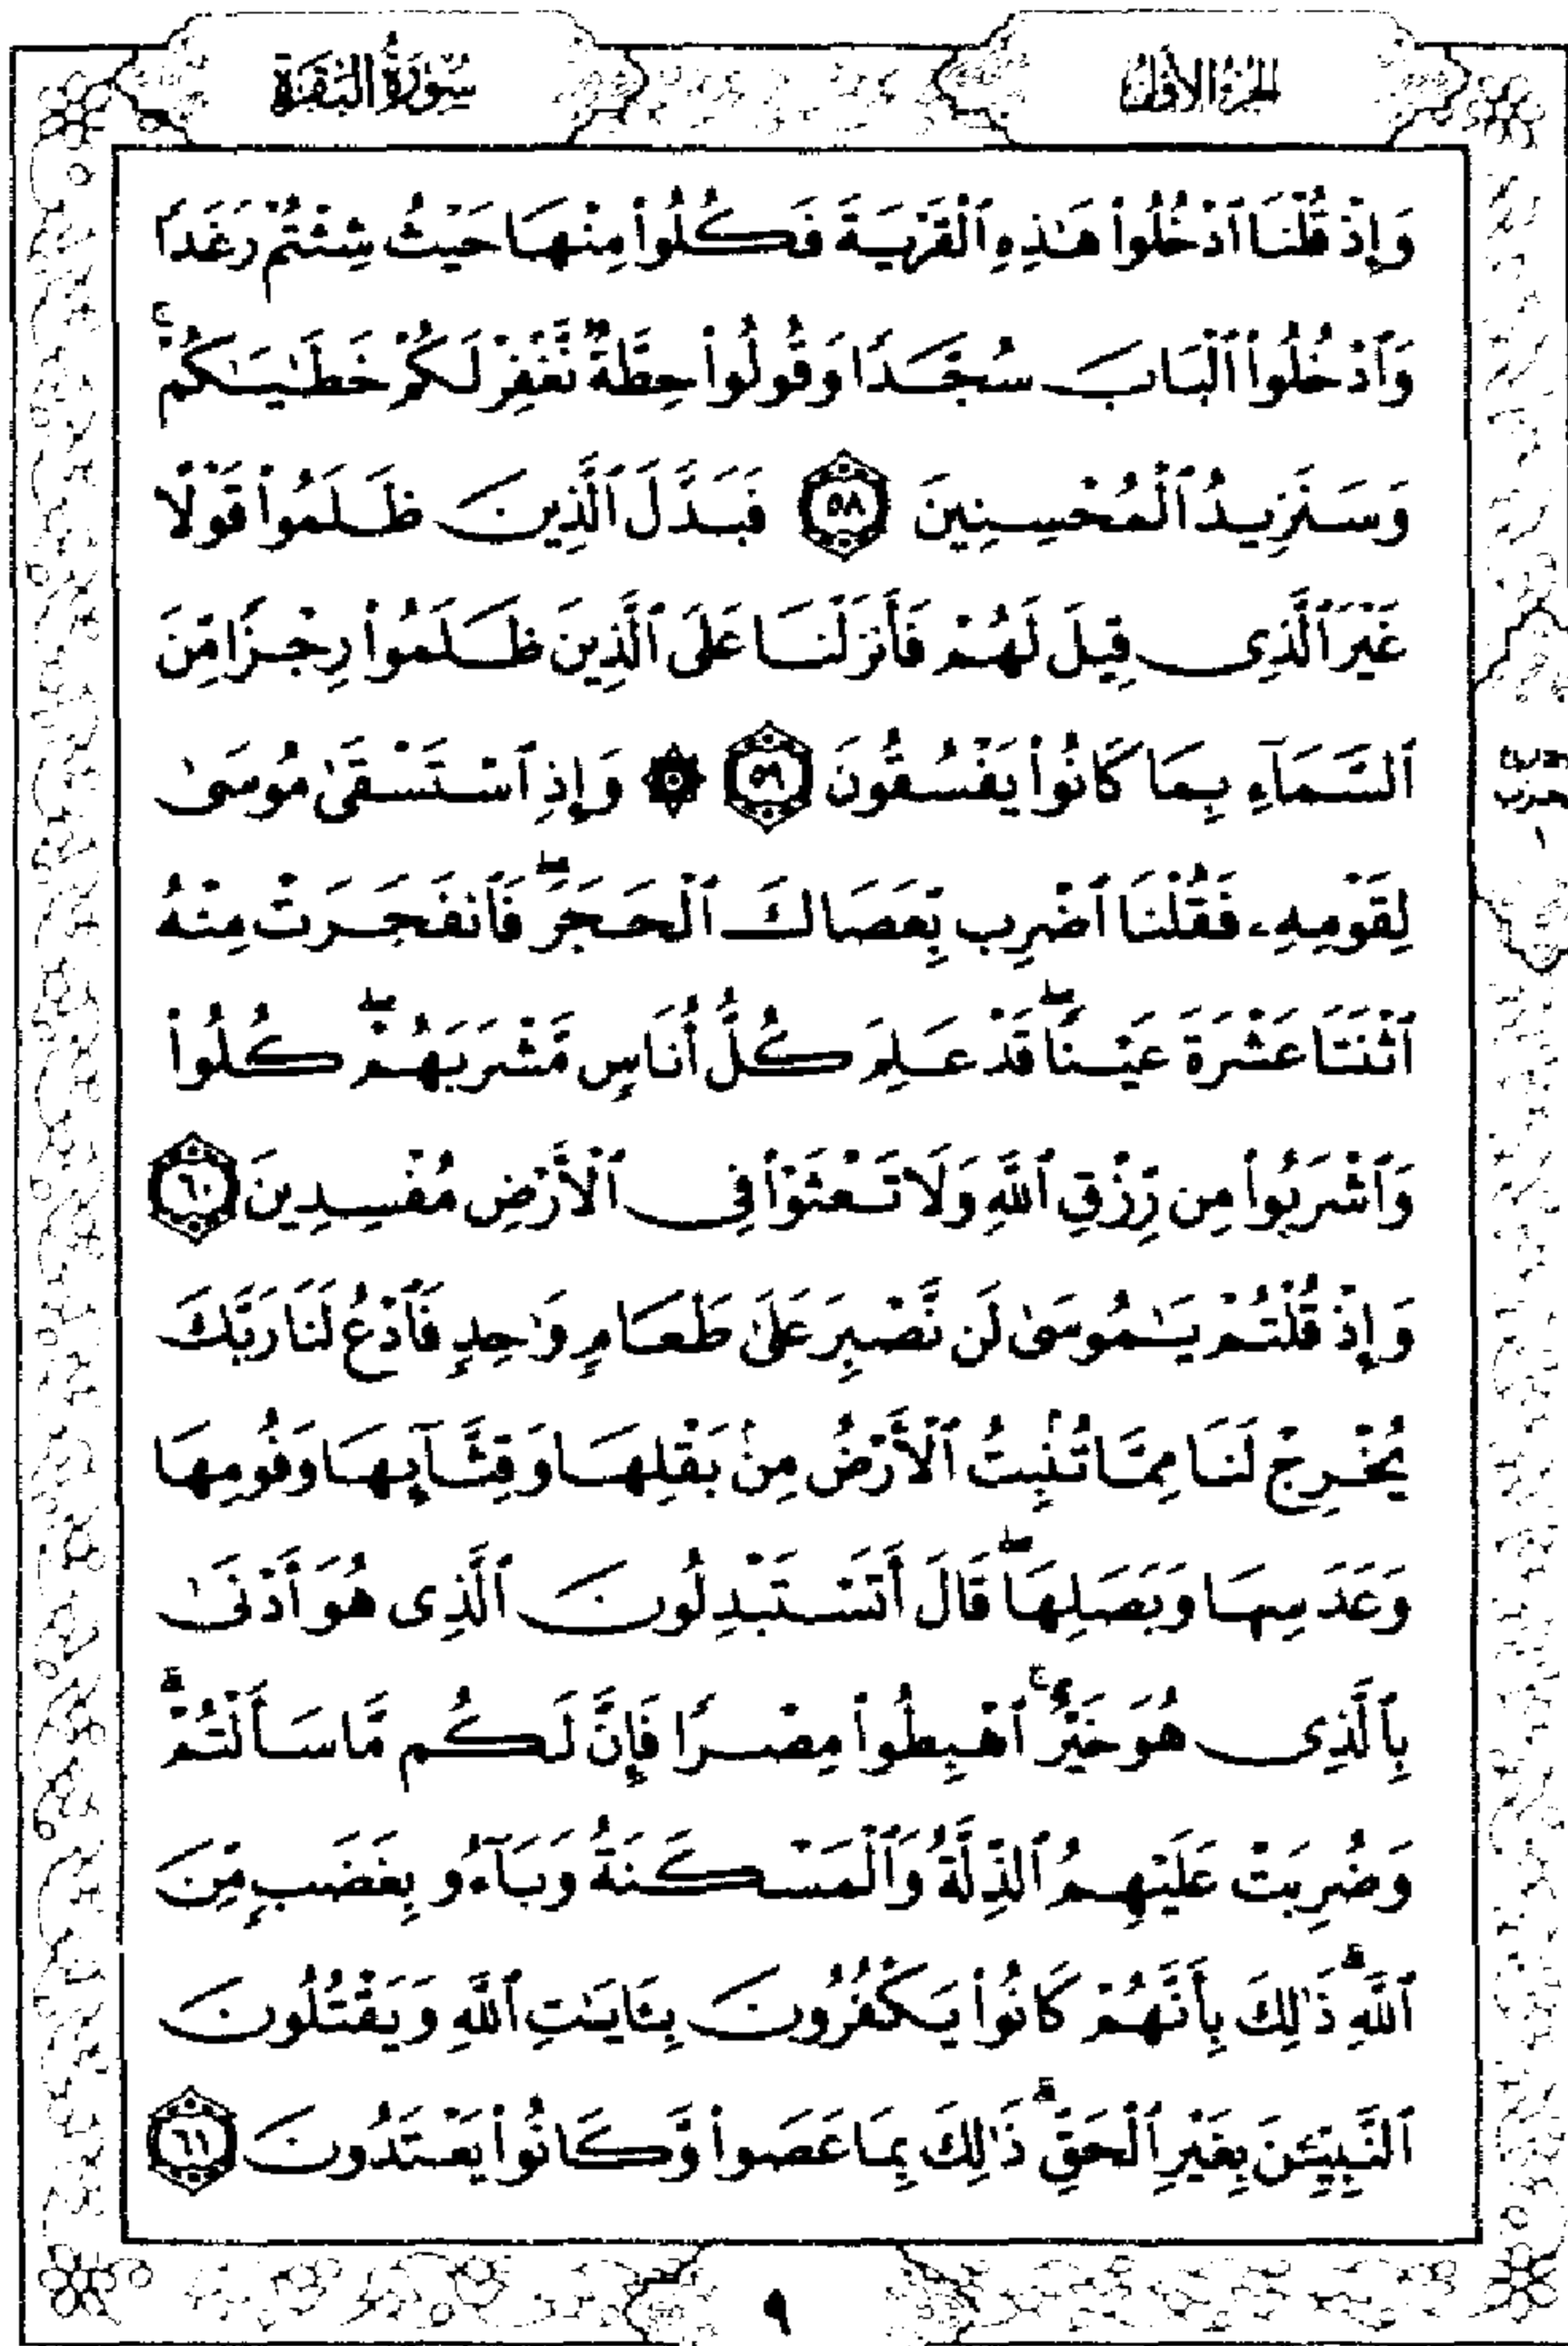 الجزء الأول
سورة البقرة
وَإِذْ قُلْنَا ٱدْخُلُوا۟ هَـٰذِهِ ٱلْقَرْيَةَ فَكُلُوا۟ مِنْهَا حَيْثُ شِئْتُمْ رَغَدًا
وَٱدْخُلُوا۟ ٱلْبَابَ سُجَّدًا وَقُولُوا۟ حِطَّةٌ نَّغْفِرْ لَكُمْ خَطَـٰيَـٰكُمْ ۚ
وَسَنَزِيدُ ٱلْمُحْسِنِينَ ٥٨ فَبَدَّلَ ٱلَّذِينَ ظَلَمُوا۟ قَوْلًا
غَيْرَ ٱلَّذِى قِيلَ لَهُمْ فَأَنزَلْنَا عَلَى ٱلَّذِينَ ظَلَمُوا۟ رِجْزًا مِّنَ
ٱلسَّمَآءِ بِمَا كَانُوا۟ يَفْسُقُونَ ٥٩ ۞ وَإِذِ ٱسْتَسْقَىٰ مُوسَىٰ
لِقَوْمِهِۦ فَقُلْنَا ٱضْرِب بِّعَصَاكَ ٱلْحَجَرَ ۖ فَٱنفَجَرَتْ مِنْهُ
ٱثْنَتَا عَشْرَةَ عَيْنًا ۖ قَدْ عَلِمَ كُلُّ أُنَاسٍ مَّشْرَبَهُمْ ۖ كُلُوا۟
وَٱشْرَبُوا۟ مِن رِّزْقِ ٱللَّهِ وَلَا تَعْثَوْا۟ فِى ٱلْأَرْضِ مُفْسِدِينَ ٦٠
وَإِذْ قُلْتُمْ يَـٰمُوسَىٰ لَن نَّصْبِرَ عَلَىٰ طَعَامٍ وَٰحِدٍ فَٱدْعُ لَنَا رَبَّكَ
يُخْرِجْ لَنَا مِمَّا تُنۢبِتُ ٱلْأَرْضُ مِنۢ بَقْلِهَا وَقِثَّآئِهَا وَفُومِهَا
وَعَدَسِهَا وَبَصَلِهَا ۖ قَالَ أَتَسْتَبْدِلُونَ ٱلَّذِى هُوَ أَدْنَىٰ
بِٱلَّذِى هُوَ خَيْرٌ ۚ ٱهْبِطُوا۟ مِصْرًا فَإِنَّ لَكُم مَّا سَأَلْتُمْ ۗ
وَضُرِبَتْ عَلَيْهِمُ ٱلذِّلَّةُ وَٱلْمَسْكَنَةُ وَبَآءُو بِغَضَبٍ مِّنَ
ٱللَّهِ ۗ ذَٰلِكَ بِأَنَّهُمْ كَانُوا۟ يَكْفُرُونَ بِـَٔايَـٰتِ ٱللَّهِ وَيَقْتُلُونَ
ٱلنَّبِيِّـۧنَ بِغَيْرِ ٱلْحَقِّ ۗ ذَٰلِكَ بِمَا عَصَوا۟ وَّكَانُوا۟ يَعْتَدُونَ ٦١
حزب
١
٩